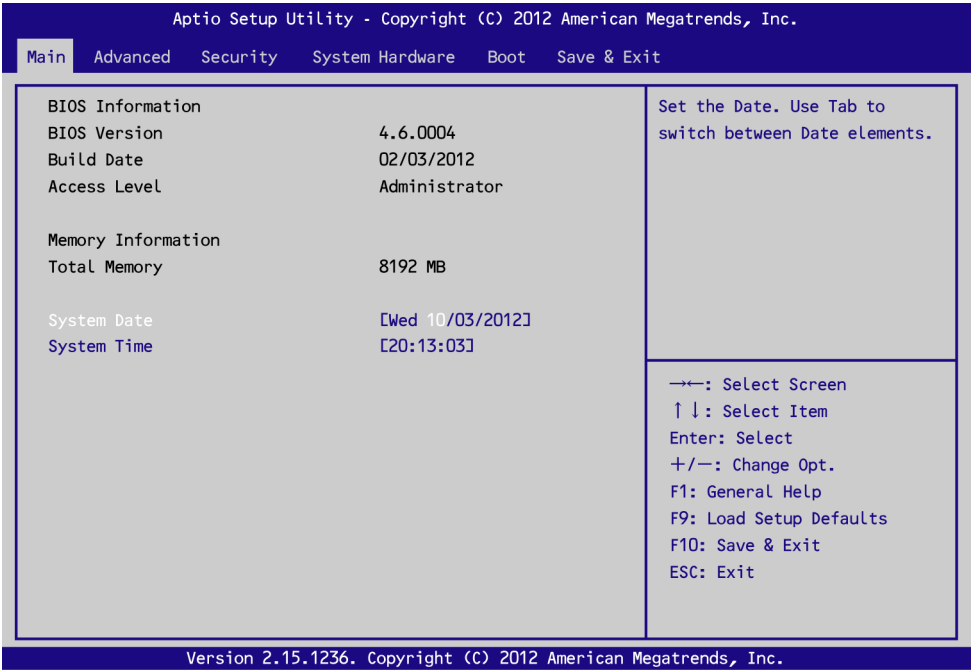 Aptio Setup Utility - Copyright (C) 2012 American Megatrends, Inc.
Main Advanced Security System Hardware Boot Save & Exit
BIOS Information
BIOS Version 4.6.0004
Build Date 02/03/2012
Access Level Administrator
Memory Information
Total Memory 8192 MB
System Date [Wed 10/03/2012]
System Time [20:13:03]
Set the Date. Use Tab to
switch between Date elements.
→←: Select Screen
↑↓: Select Item
Enter: Select
+/-: Change Opt.
F1: General Help
F9: Load Setup Defaults
F10: Save & Exit
ESC: Exit
Version 2.15.1236. Copyright (C) 2012 American Megatrends, Inc.